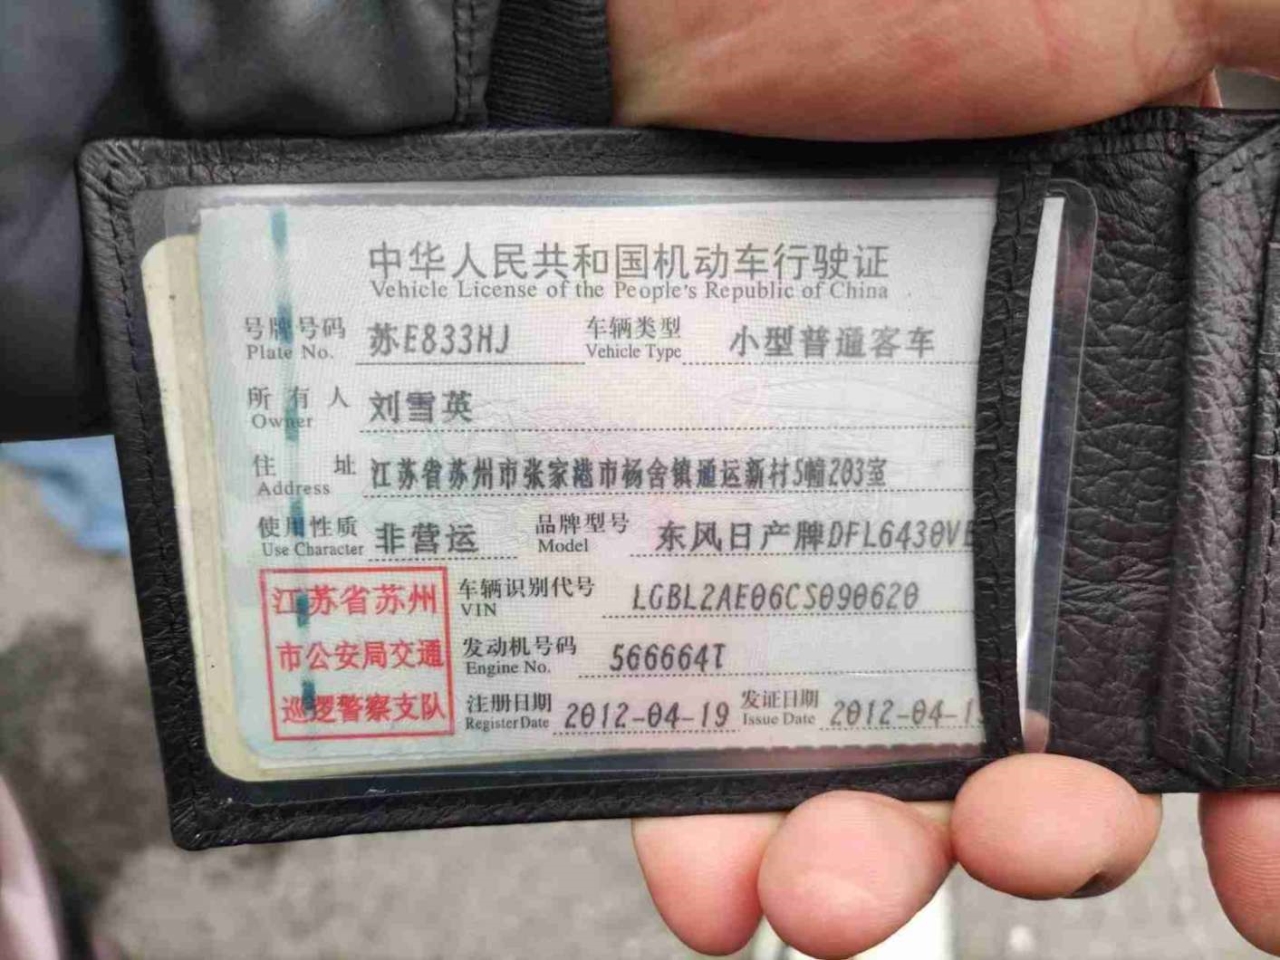 中华人民共和国机动车行驶证
Vehicle License of the People's Republic of China
号牌号码 苏E833HJ 车辆类型 小型普通客车
Plate No. Vehicle Type
所有人 刘雪英
Owner
住址 江苏省苏州市张家港市杨舍镇通运新村5幢203室
Address
使用性质 非营运 品牌型号 东风日产牌DFL6430VE
Use Character Model
江苏省苏州
市公安局交通
巡逻警察支队
车辆识别代号 LGBL2AE06CS090620
VIN
发动机号码 566664T
Engine No.
注册日期 2012-04-19 发证日期 2012-04-19
Register Date Issue Date